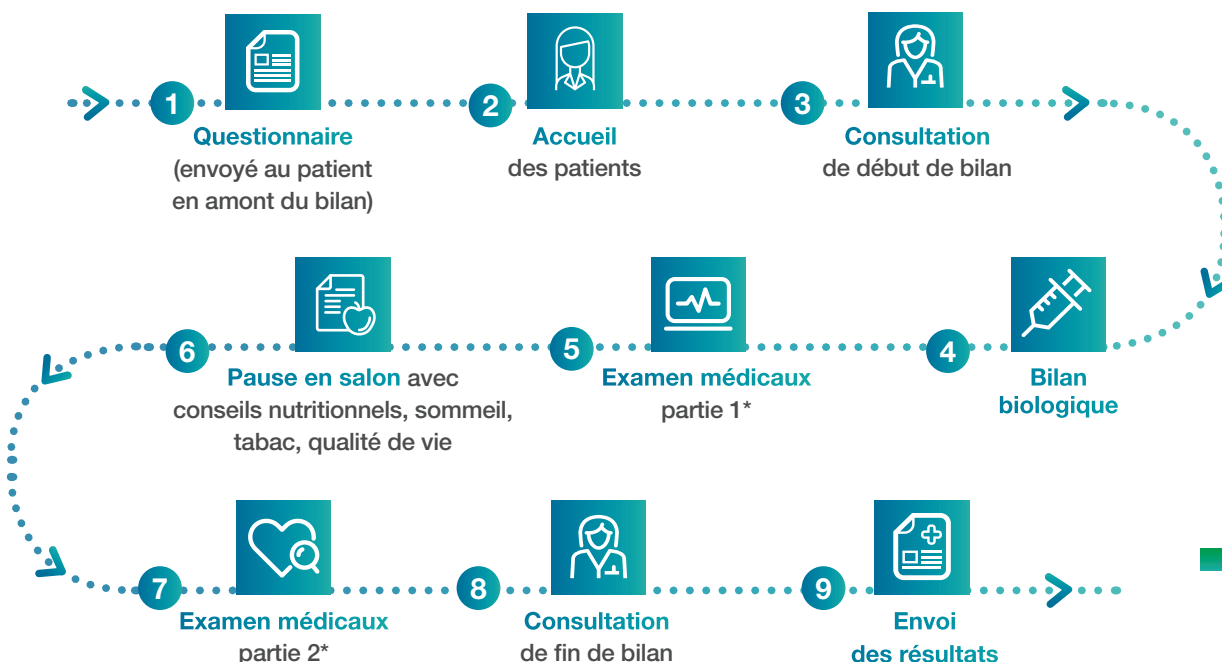 1
Questionnaire
(envoyé au patient
en amont du bilan)
2
Accueil
des patients
3
Consultation
de début de bilan
4
Bilan
biologique
5
Examen médicaux
partie 1*
6
Pause en salon avec
conseils nutritionnels, sommeil,
tabac, qualité de vie
7
Examen médicaux
partie 2*
8
Consultation
de fin de bilan
9
Envoi
des résultats